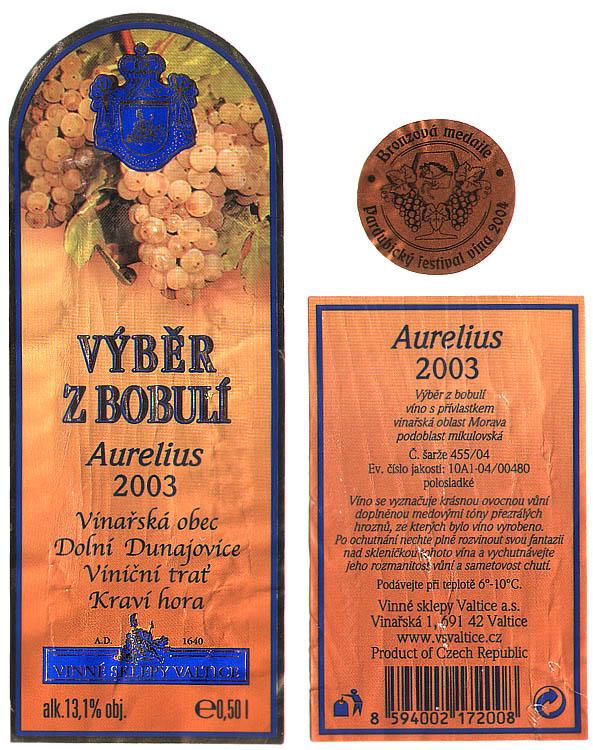 VÝBĚR
Z BOBULÍ
Aurelius
2003
Vinařská obec
Dolní Dunajovice
Viniční trať
Kraví hora
A.D. 1640
VINNÉ SKLEPY VALTICE
alk.13,1% obj. ℮0,50 l
Bronzová medaile
Pardubický festival vína 2004
Aurelius
2003
Výběr z bobulí
víno s přívlastkem
vinařská oblast Morava
podoblast mikulovská
Č. šarže 455/04
Ev. číslo jakosti: 10A1-04/00480
polosladké
Víno se vyznačuje krásnou ovocnou vůní
doplněnou medovými tóny přezrálých
hroznů, ze kterých bylo víno vyrobeno.
Po ochutnání nechte plně rozvinout svou fantazii
nad skleničkou tohoto vína a vychutnávejte
jeho rozmanitost vůní a sametovost chutí.
Podávejte při teplotě 6°-10°C.
Vinné sklepy Valtice a.s.
Vinařská 1, 691 42 Valtice
www.vsvaltice.cz
Product of Czech Republic
8 594002 172008